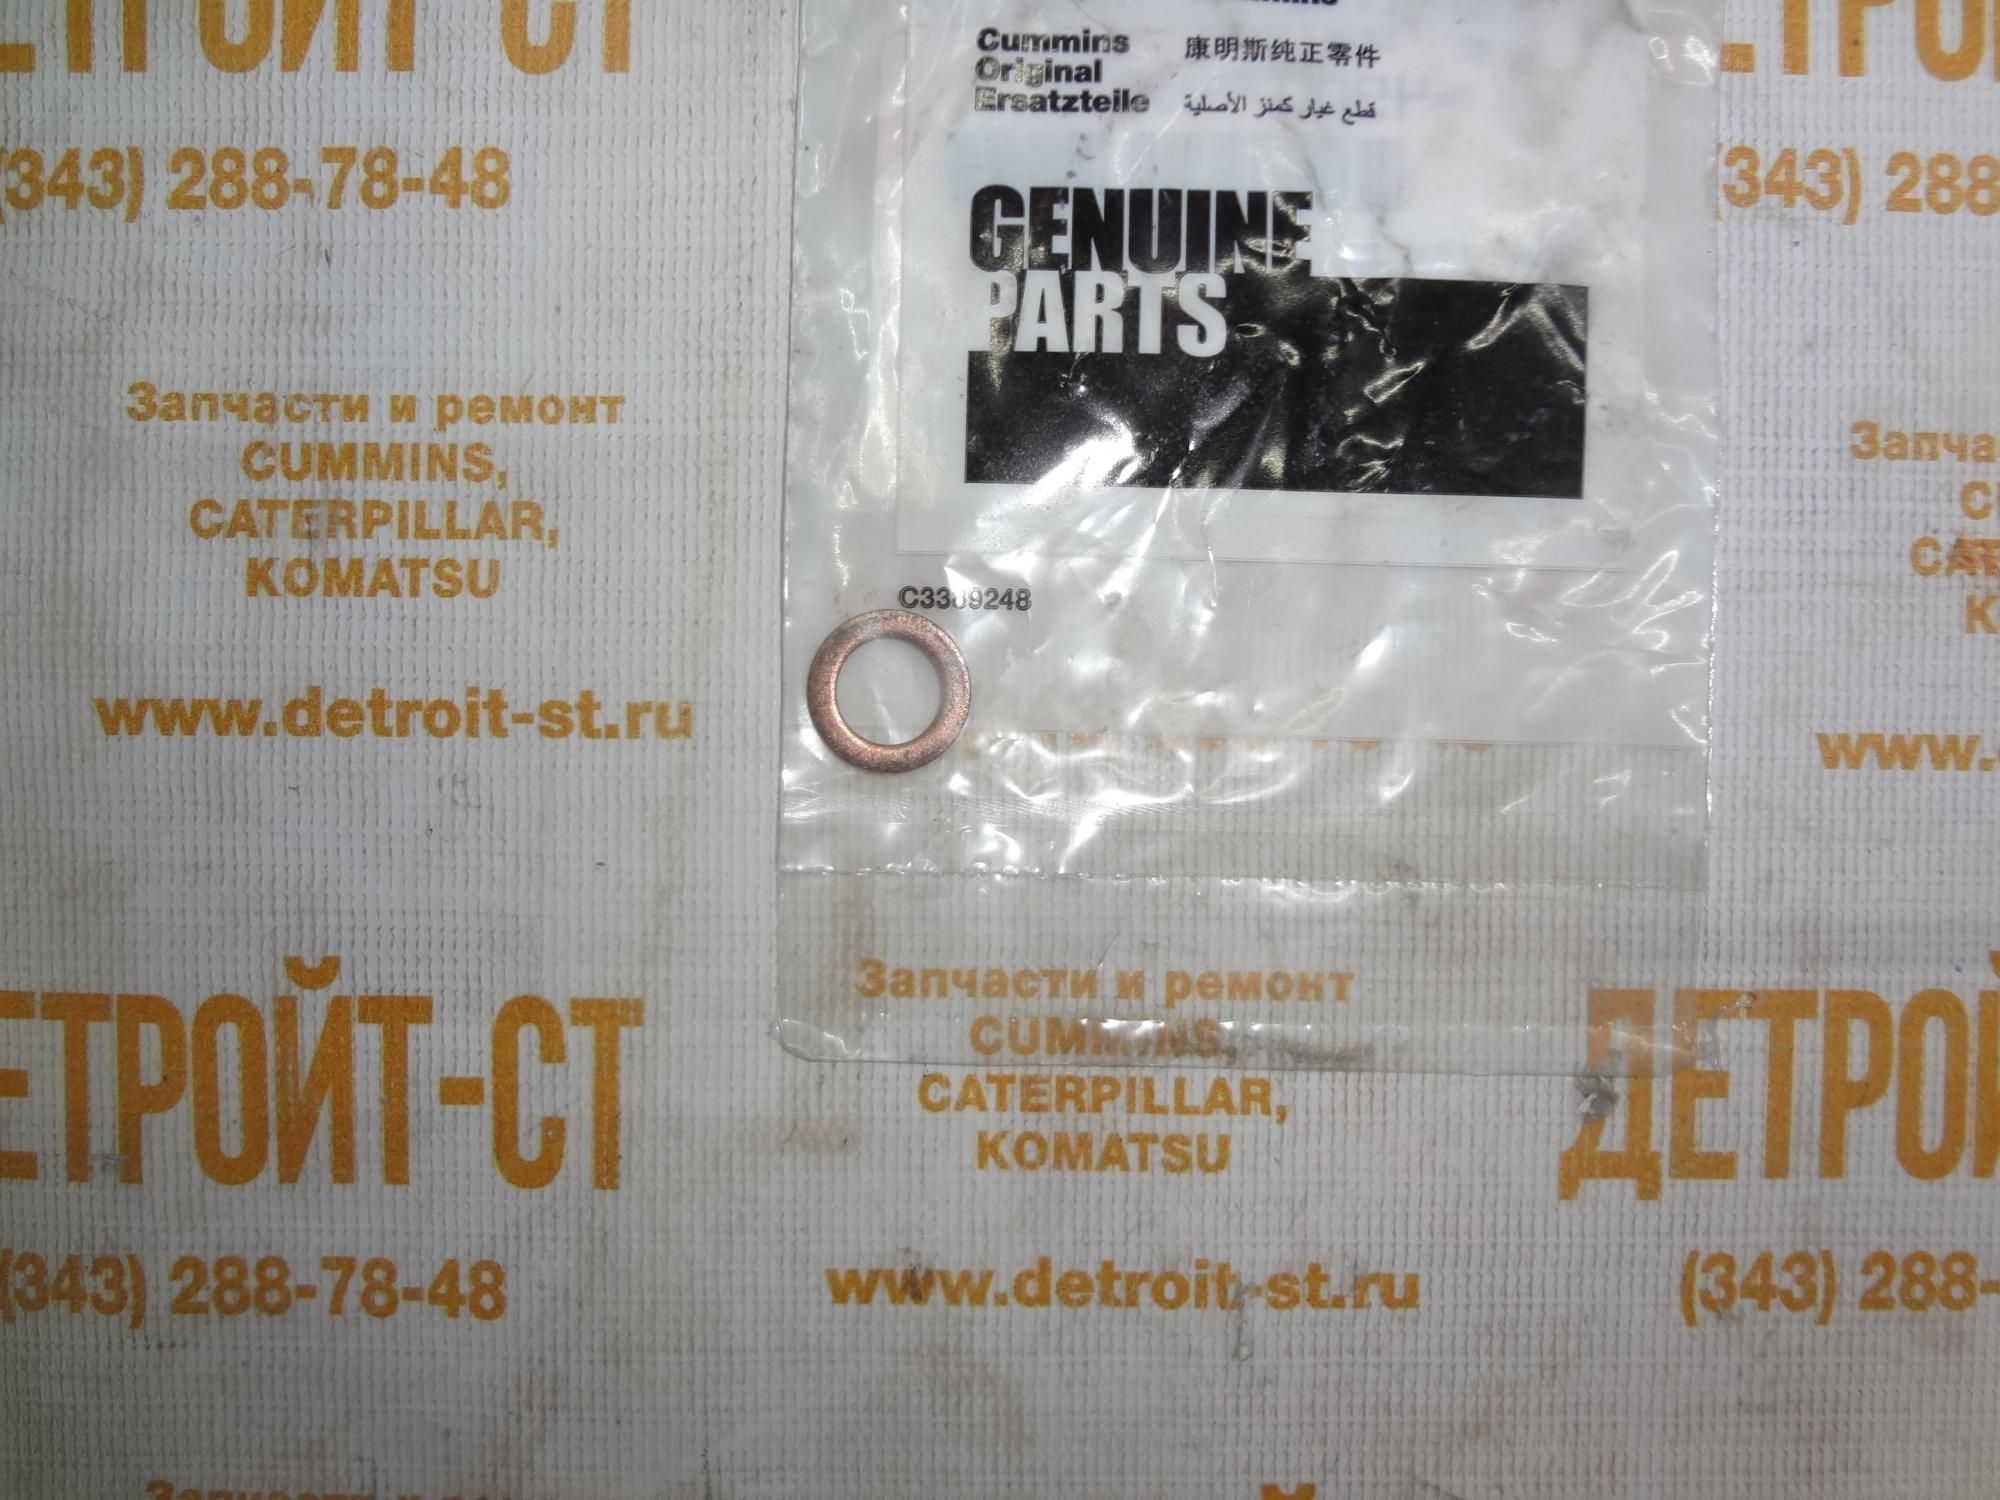 ЕТРОЙТ-СТ
(343) 288-78-48
Запчасти и ремонт
CUMMINS,
CATERPILLAR,
KOMATSU
www.detroit-st.ru
Cummins
Original
Ersatzteile
康明斯纯正零件
قطع غيار كمنز الأصلية
GENUINE
PARTS
(343) 288
www.
ЕТРОЙТ-СТ
(343) 288-78-48
Запчасти и ремонт
CUMMINS,
CATERPILLAR,
KOMATSU
www.detroit-st.ru
ДЕТРОЙ
(343) 288-